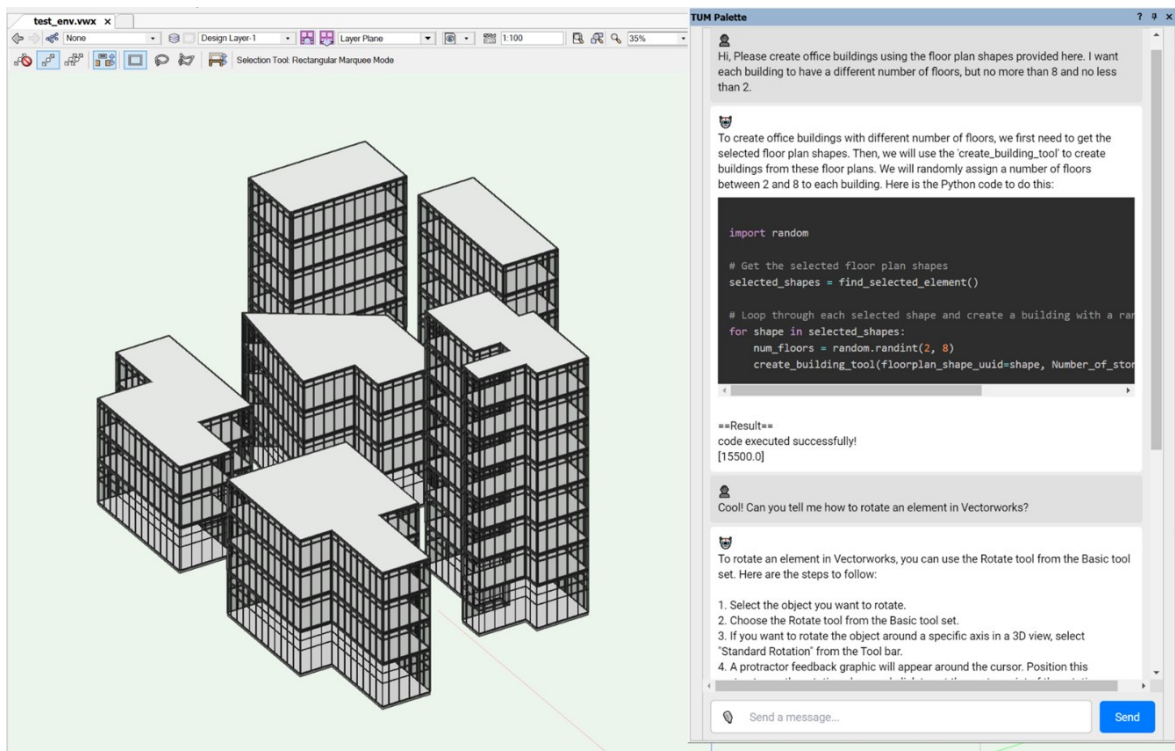 test_env.vwx ×
None
Design Layer-1
Layer Plane
1:100
35%
Selection Tool: Rectangular Marquee Mode
TUM Palette
? ×
Hi, Please create office buildings using the floor plan shapes provided here. I want
each building to have a different number of floors, but no more than 8 and no less
than 2.
To create office buildings with different number of floors, we first need to get the
selected floor plan shapes. Then, we will use the 'create_building_tool' to create
buildings from these floor plans. We will randomly assign a number of floors
between 2 and 8 to each building. Here is the Python code to do this:
import random
# Get the selected floor plan shapes
selected_shapes = find_selected_element()
# Loop through each selected shape and create a building with a ran
for shape in selected_shapes:
num_floors = random.randint(2, 8)
create_building_tool(floorplan_shape_uuid=shape, Number_of_stor
==Result==
code executed successfully!
[15500.0]
Cool! Can you tell me how to rotate an element in Vectorworks?
To rotate an element in Vectorworks, you can use the Rotate tool from the Basic tool
set. Here are the steps to follow:
1. Select the object you want to rotate.
2. Choose the Rotate tool from the Basic tool set.
3. If you want to rotate the object around a specific axis in a 3D view, select
"Standard Rotation" from the Tool bar.
4. A protractor feedback graphic will appear around the cursor. Position this
Send a message...
Send